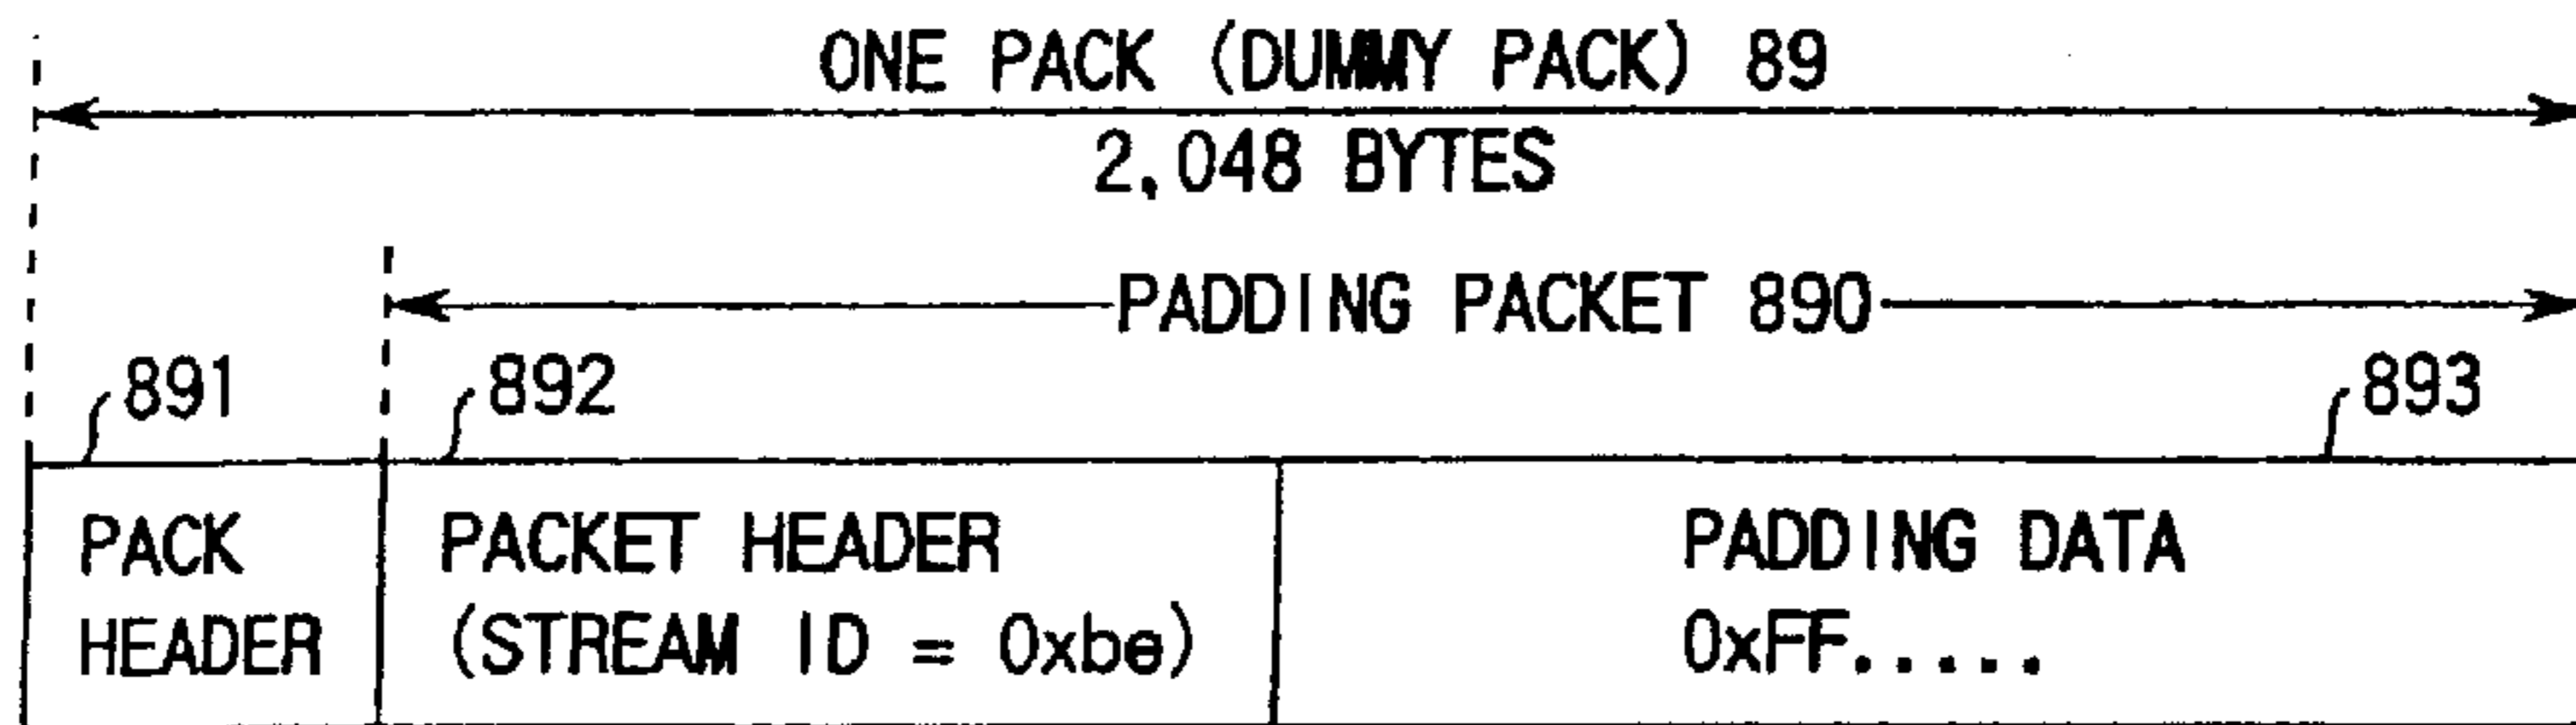 ONE PACK (DUMMY PACK) 89
2,048 BYTES
PADDING PACKET 890
891
892
893
PACK
HEADER
PACKET HEADER
(STREAM ID = 0xbe)
PADDING DATA
0xFF.....